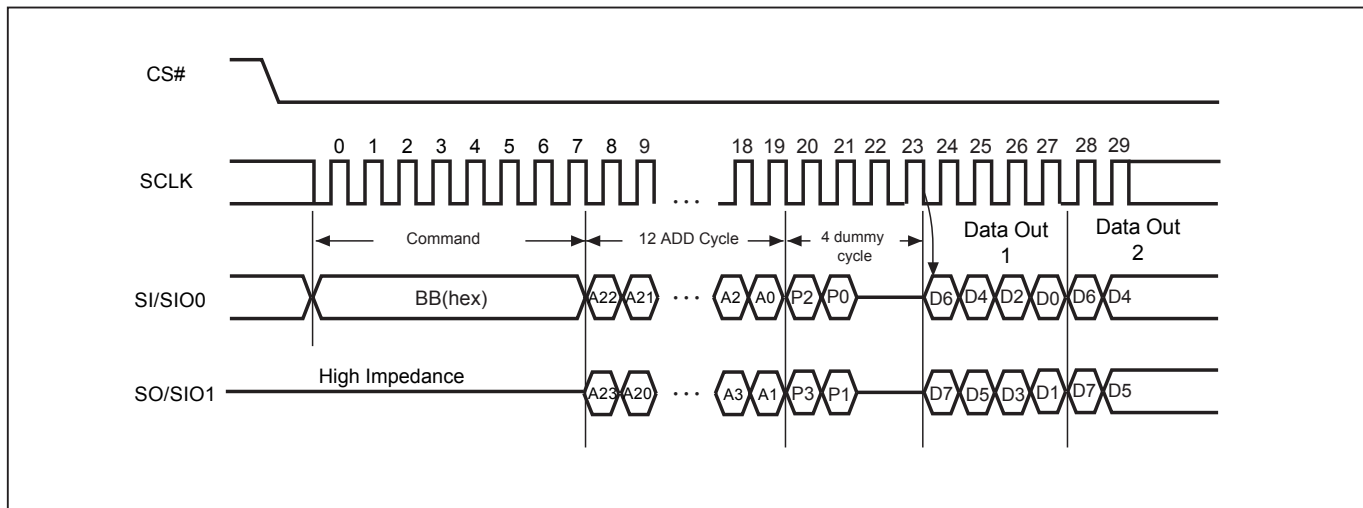 CS#
0 1 2 3 4 5 6 7 8 9 18 19 20 21 22 23 24 25 26 27 28 29
SCLK
...
Command
12 ADD Cycle
4 dummy
cycle
Data Out
1
Data Out
2
SI/SIO0
BB(hex)
A22 A21 ... A2 A0 P2 P0 D6 D4 D2 D0 D6 D4
High Impedance
SO/SIO1
A23 A20 ... A3 A1 P3 P1 D7 D5 D3 D1 D7 D5